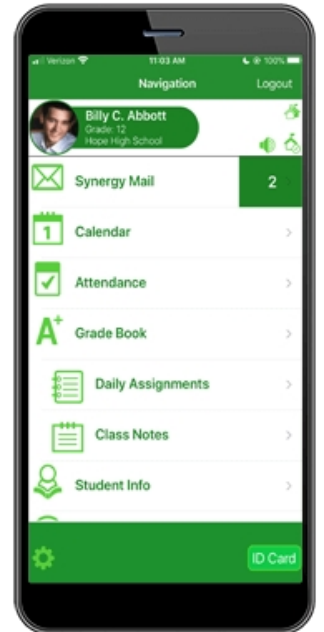 Verizon 11:03 AM 100%
Navigation Logout
Billy C. Abbott
Grade: 12
Hope High School
Synergy Mail 2
1 Calendar
Attendance
A+ Grade Book
Daily Assignments
Class Notes
Student Info
ID Card